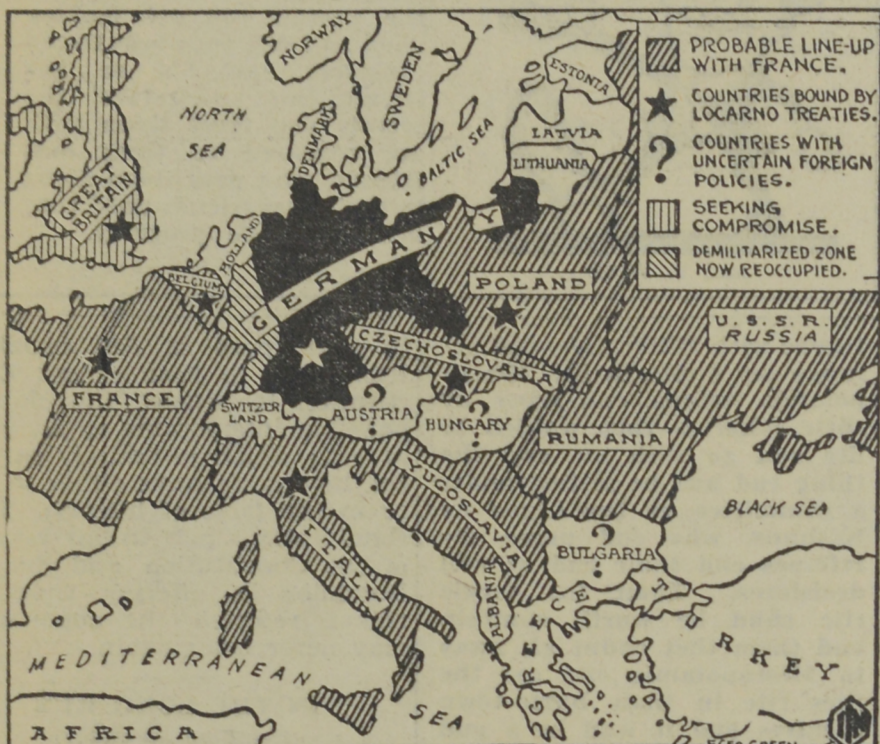 NORWAY
SWEDEN
ESTONIA
NORTH
SEA
DENMARK
BALTIC SEA
LATVIA
LITHUANIA
GREAT
BRITAIN
HOLLAND
BELGIUM
GERMANY
POLAND
CZECHOSLOVAKIA
U.S.S.R.
RUSSIA
FRANCE
SWITZER
LAND
?
AUSTRIA
?
HUNGARY
RUMANIA
YUGOSLAVIA
ITALY
BLACK SEA
?
BULGARIA
ALBANIA
GREECE
TURKEY
MEDITERRANEAN
SEA
AFRICA
PROBABLE LINE-UP
WITH FRANCE.
COUNTRIES BOUND BY
LOCARNO TREATIES.
?
COUNTRIES WITH
UNCERTAIN FOREIGN
POLICIES.
SEEKING
COMPROMISE.
DEMILITARIZED ZONE
NOW REOCCUPIED.